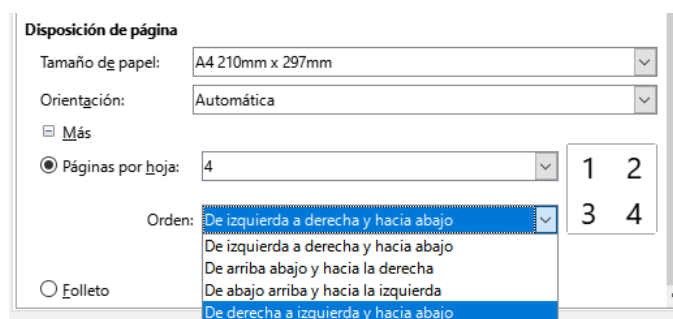 Disposición de página
Tamaño de papel: A4 210mm x 297mm
Orientación: Automática
Más
Páginas por hoja: 4
1 2
3 4
Orden: De izquierda a derecha y hacia abajo
De izquierda a derecha y hacia abajo
De arriba abajo y hacia la derecha
De abajo arriba y hacia la izquierda
Folleto
De derecha a izquierda y hacia abajo